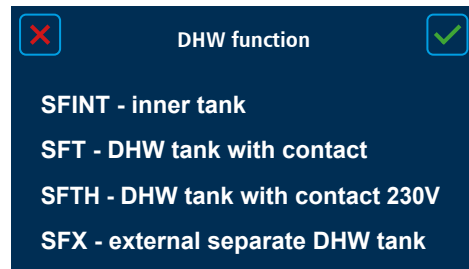 DHW function
SFINT - inner tank
SFT - DHW tank with contact
SFTH - DHW tank with contact 230V
SFX - external separate DHW tank